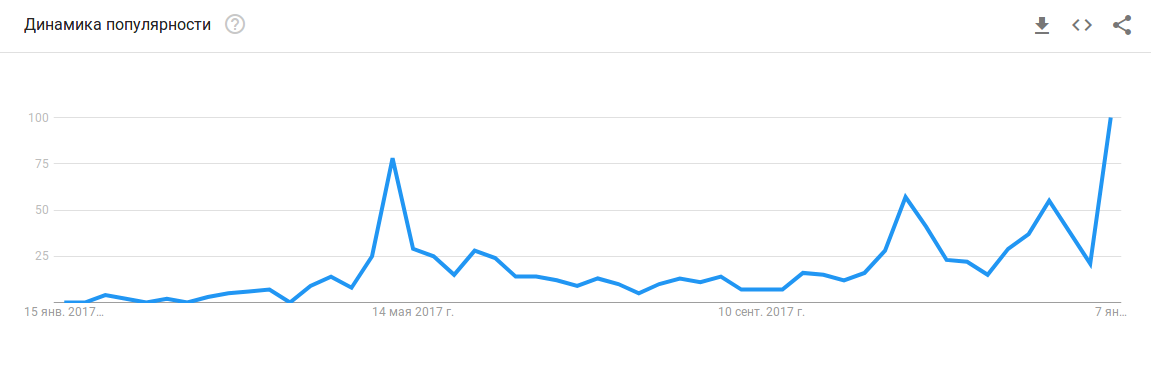 Динамика популярности
100
75
50
25
15 янв. 2017…
14 мая 2017 г.
10 сент. 2017 г.
7 ян…